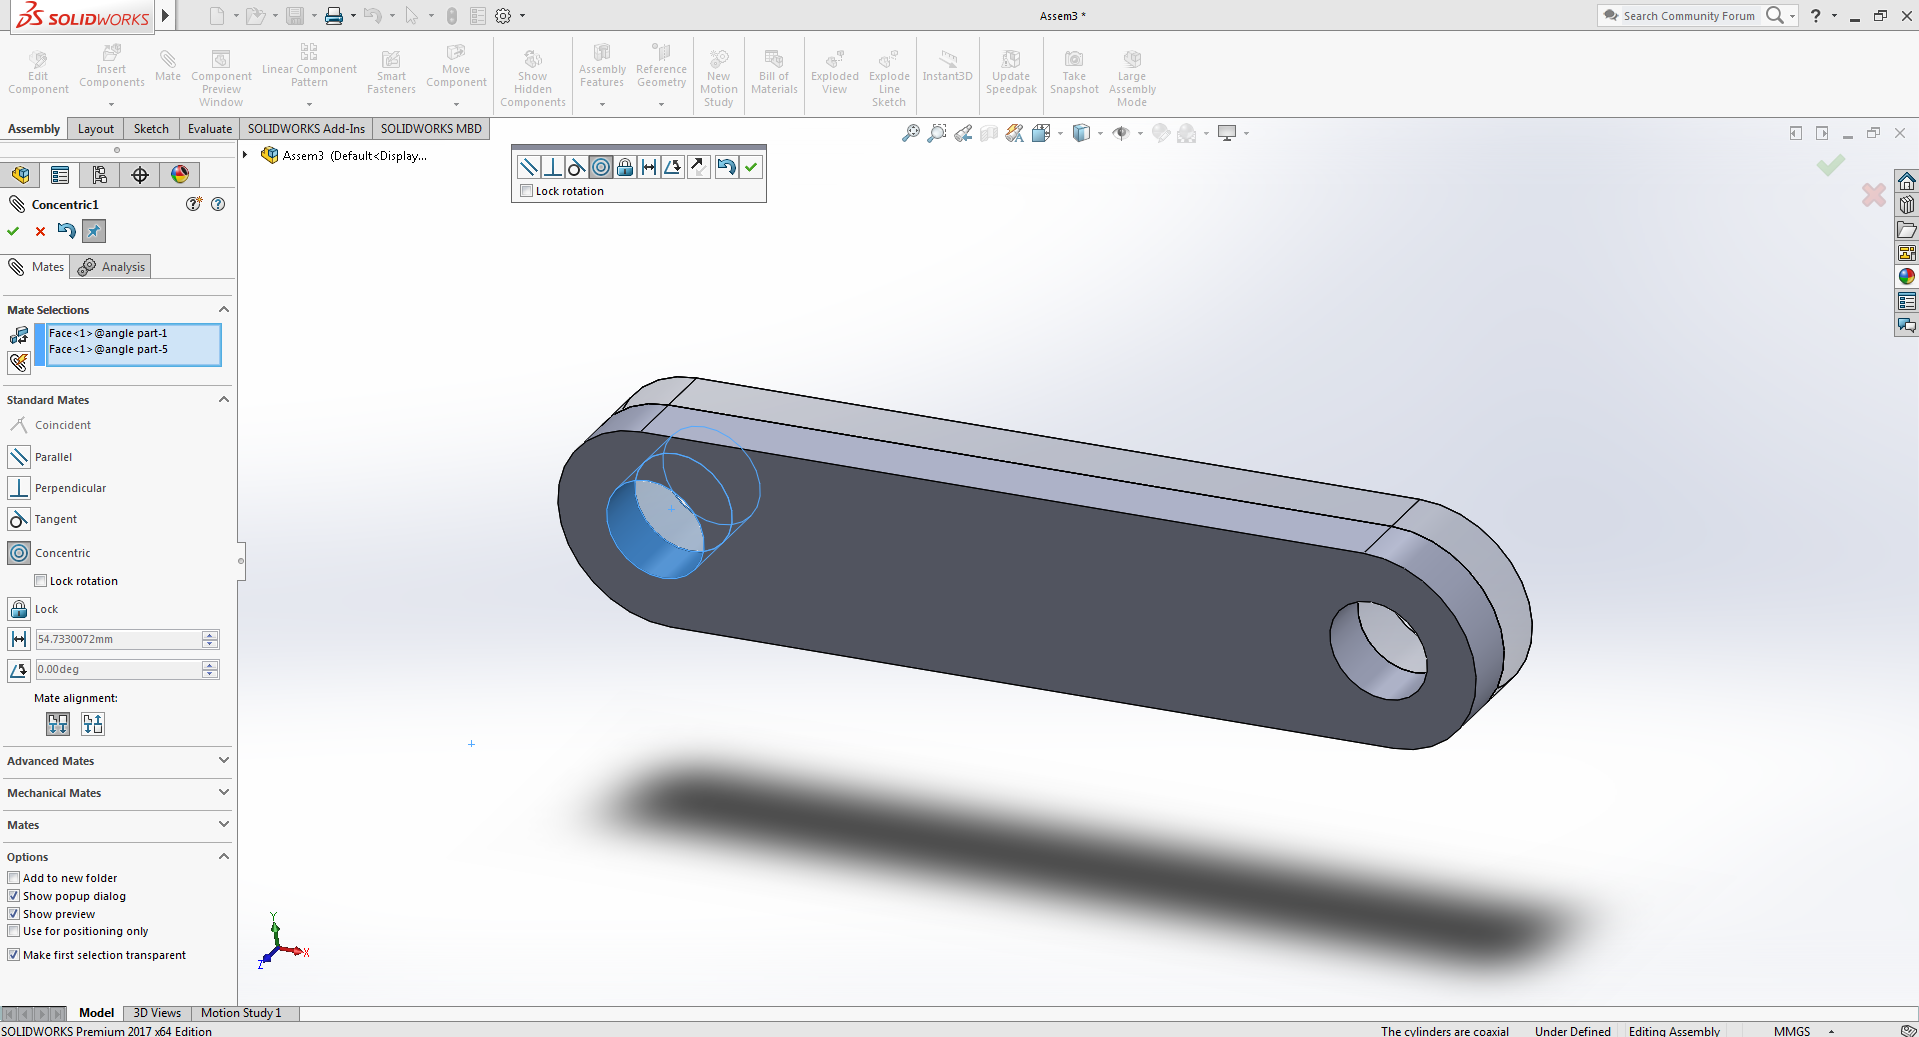 SOLIDWORKS
Assem3 *
Search Community Forum
?
Edit Component
Insert Components
Mate
Component Preview Window
Linear Component Pattern
Smart Fasteners
Move Component
Show Hidden Components
Assembly Features
Reference Geometry
New Motion Study
Bill of Materials
Exploded View
Explode Line Sketch
Instant3D
Update Speedpak
Take Snapshot
Large Assembly Mode
Assembly
Layout
Sketch
Evaluate
SOLIDWORKS Add-Ins
SOLIDWORKS MBD
Assem3 (Default<Display...
Lock rotation
Concentric1
Mates
Analysis
Mate Selections
Face<1>@angle part-1
Face<1>@angle part-5
Standard Mates
Coincident
Parallel
Perpendicular
Tangent
Concentric
Lock rotation
Lock
54.7330072mm
0.00deg
Mate alignment:
Advanced Mates
Mechanical Mates
Mates
Options
Add to new folder
Show popup dialog
Show preview
Use for positioning only
Make first selection transparent
Y
X
Z
Model
3D Views
Motion Study 1
SOLIDWORKS Premium 2017 x64 Edition
The cylinders are coaxial
Under Defined
Editing Assembly
MMGS